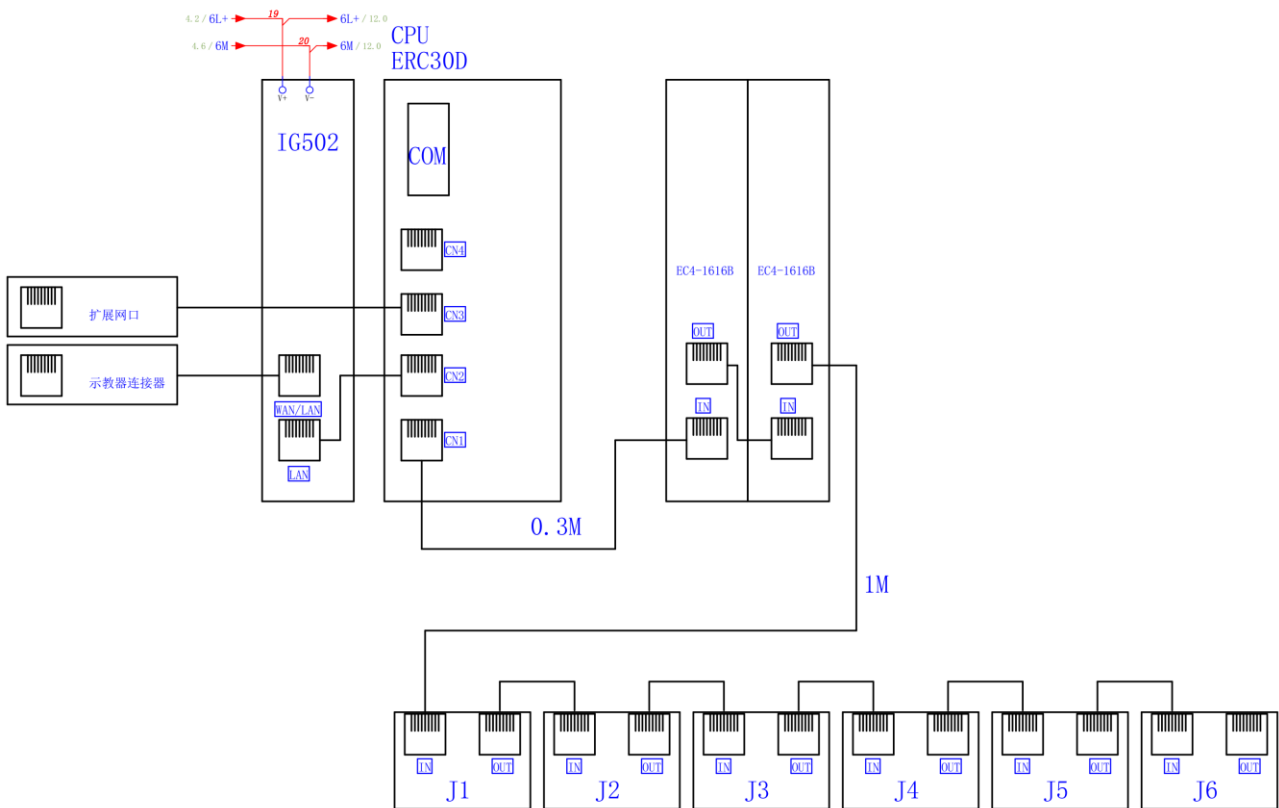 4.2 / 6L+ 19 6L+ / 12.0
4.6 / 6M 20 6M / 12.0
CPU
ERC30D
V+ V-
IG502
COM
CN4
EC4-1616B EC4-1616B
扩展网口
CN3
OUT OUT
示教器连接器
CN2
WAN/LAN
IN IN
CN1
LAN
0.3M
1M
IN OUT IN OUT IN OUT IN OUT IN OUT IN OUT
J1 J2 J3 J4 J5 J6